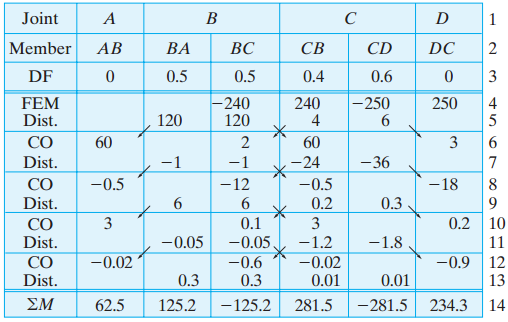 Joint A B C D 1
Member AB BA BC CB CD DC 2
DF 0 0.5 0.5 0.4 0.6 0 3
FEM −240 240 −250 250 4
Dist. 120 120 4 6 5
CO 60 2 60 3 6
Dist. −1 −1 −24 −36 7
CO −0.5 −12 −0.5 −18 8
Dist. 6 6 0.2 0.3 9
CO 3 0.1 3 0.2 10
Dist. −0.05 −0.05 −1.2 −1.8 11
CO −0.02 −0.6 −0.02 −0.9 12
Dist. 0.3 0.3 0.01 0.01 13
ΣM 62.5 125.2 −125.2 281.5 −281.5 234.3 14